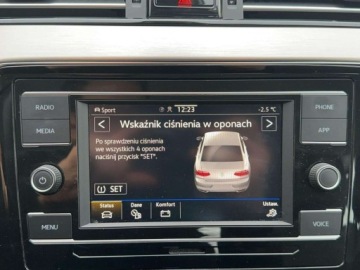 RADIO
MEDIA
MENU
PHONE
APP
VOICE
Sport
12:23
-2.5 °C
Wskaźnik ciśnienia w oponach
Po sprawdzeniu ciśnienia
we wszystkich 4 oponach
naciśnij przycisk "SET".
SET
Status
Dane
Komfort
Ustaw.